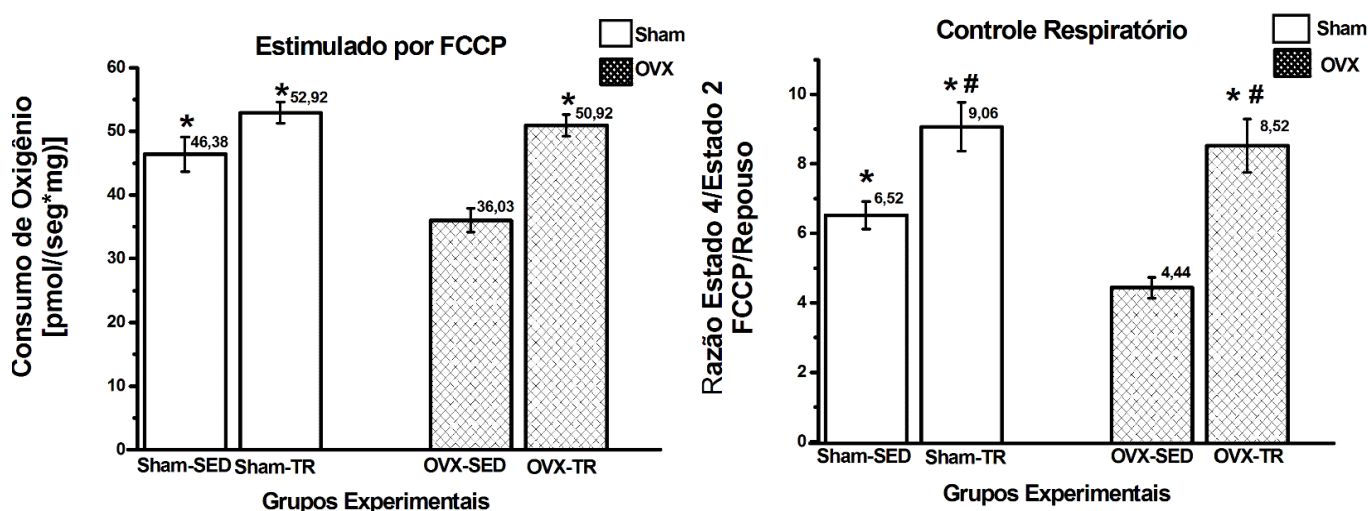 Estimulado por FCCP
Sham
OVX
Consumo de Oxigênio
[pmol/(seg*mg)]
60
50
40
30
20
10
0
*
46,38
*
52,92
36,03
*
50,92
Sham-SED
Sham-TR
OVX-SED
OVX-TR
Grupos Experimentais
Controle Respiratório
Sham
OVX
Razão Estado 4/Estado 2
FCCP/Repouso
10
8
6
4
2
0
*
6,52
* #
9,06
4,44
* #
8,52
Sham-SED
Sham-TR
OVX-SED
OVX-TR
Grupos Experimentais